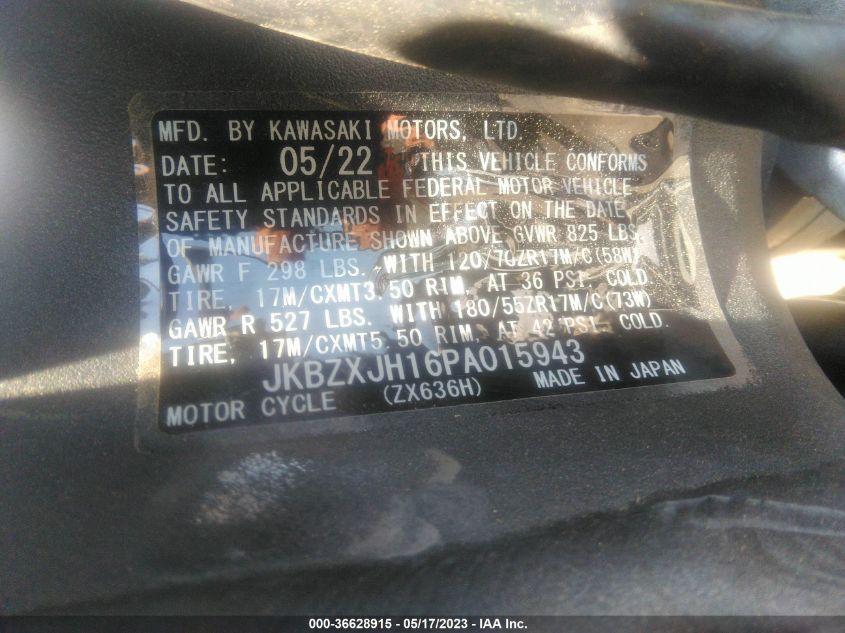 MFD. BY KAWASAKI MOTORS, LTD.
DATE: 05/22 THIS VEHICLE CONFORMS
TO ALL APPLICABLE FEDERAL MOTOR VEHICLE
SAFETY STANDARDS IN EFFECT ON THE DATE
OF MANUFACTURE SHOWN ABOVE GVWR 825 LBS.
GAWR F 298 LBS. WITH 120/70ZR17M/C(58W)
TIRE, 17M/CXMT3.50 RIM, AT 36 PSI, COLD
GAWR R 527 LBS. WITH 180/55ZR17M/C(73W)
TIRE, 17M/CXMT5.50 RIM, AT 42 PSI, COLD.
JKBZXJH16PA015943
MOTOR CYCLE (ZX636H) MADE IN JAPAN
000-36628915 - 05/17/2023 - IAAI Inc.